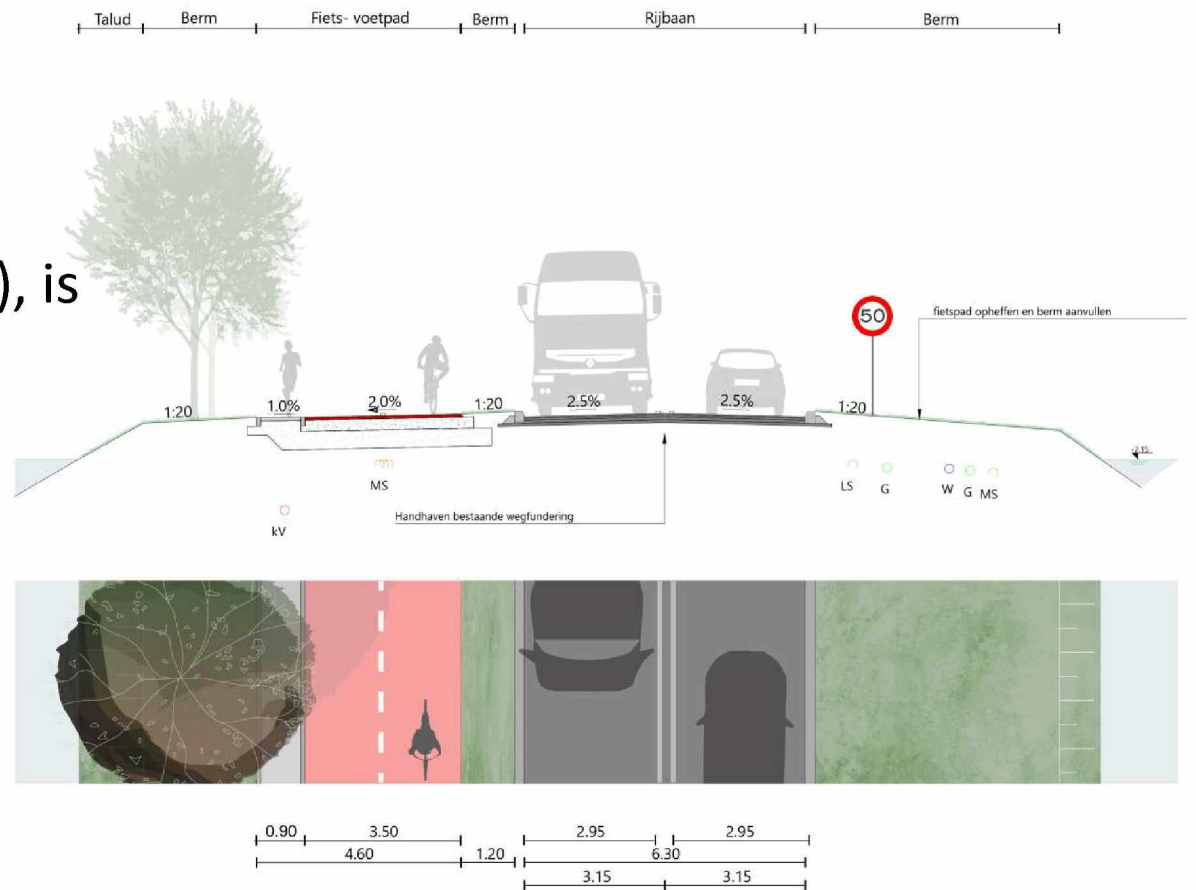 Talud Berm Fiets- voetpad Berm Rijbaan Berm
), is
50
fietspad opheffen en berm aanvullen
1:20 1.0% 2.0% 1:20 2.5% 2.5% 1:20
-2.15
MS LS G W G MS
kV
Handhaven bestaande wegfundering
0.90 3.50 2.95 2.95
4.60 1.20 6.30
3.15 3.15